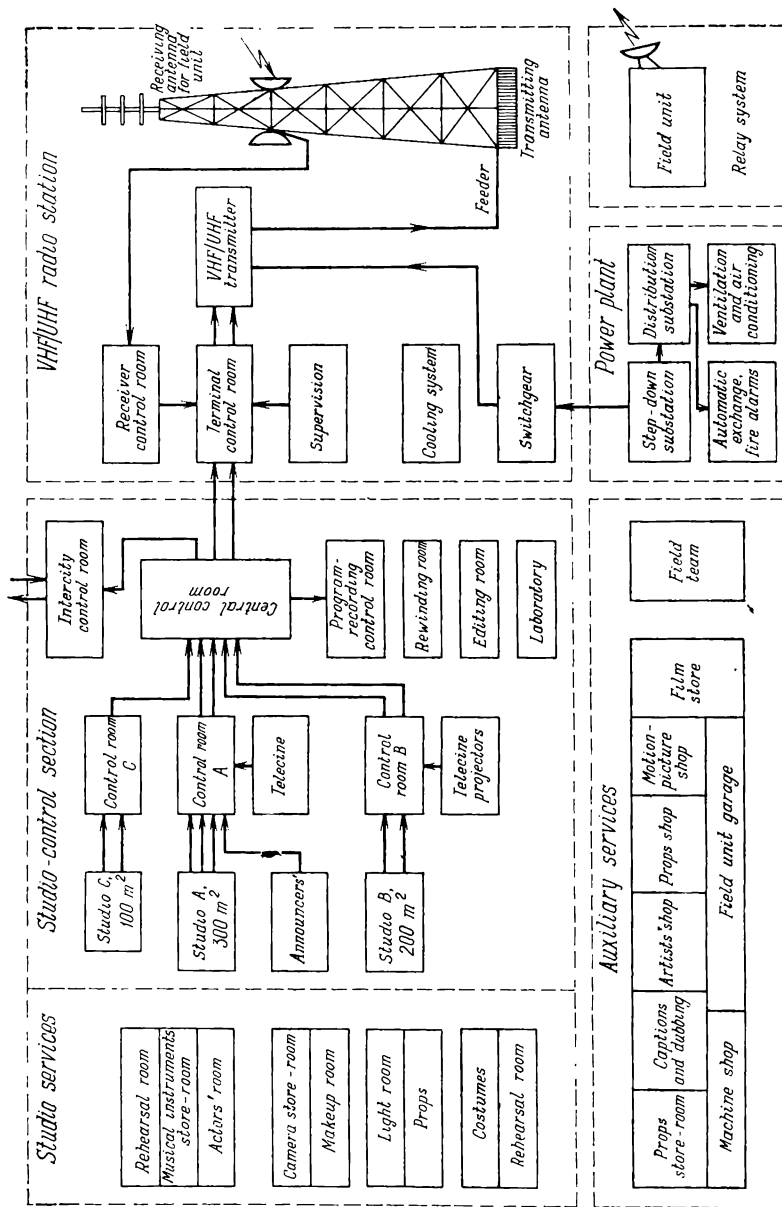 Studio services
Rehearsal room
Musical instruments
store-room
Actors' room
Camera store-room
Makeup room
Light room
Props
Costumes
Rehearsal room
Studio-control section
Studio C,
100 m²
Studio A,
300 m²
Announcers'
Studio B,
200 m²
Control room
C
Control room
A
Telecine
Control
room B
Telecine
projectors
Intercity
control room
Central control
room
Program-
recording
control room
Rewinding room
Editing room
Laboratory
VHF/UHF radio station
Receiver
control room
Terminal
control room
Supervision
Cooling system
Switchgear
VHF/UHF
transmitter
Feeder
Receiving
antenna
for field
unit
Transmitting
antenna
Auxiliary services
Props
store-room
Captions
and dubbing
Artists' shop
Props shop
Motion-
picture
shop
Film
store
Machine shop
Field unit garage
Field
team
Power plant
Step-down
substation
Distribution
substation
Automatic
exchange,
fire alarms
Ventilation
and air
conditioning
Field unit
Relay system